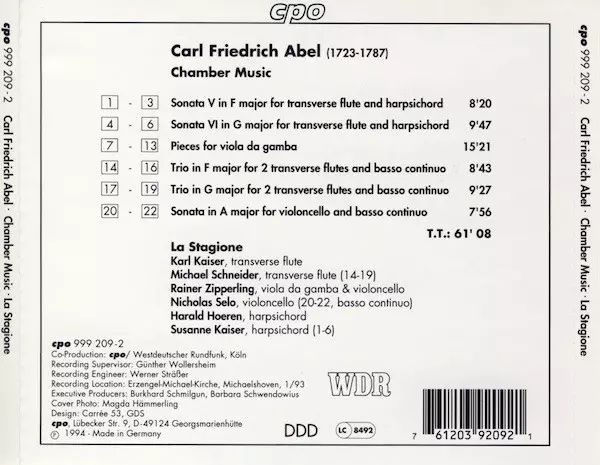 cpo
Carl Friedrich Abel (1723-1787)
Chamber Music
1 - 3 Sonata V in F major for transverse flute and harpsichord 8'20
4 - 6 Sonata VI in G major for transverse flute and harpsichord 9'47
7 - 13 Pieces for viola da gamba 15'21
14 - 16 Trio in F major for 2 transverse flutes and basso continuo 8'43
17 - 19 Trio in G major for 2 transverse flutes and basso continuo 9'27
20 - 22 Sonata in A major for violoncello and basso continuo 7'56
T.T.: 61' 08
La Stagione
Karl Kaiser, transverse flute
Michael Schneider, transverse flute (14-19)
Rainer Zipperling, viola da gamba & violoncello
Nicholas Selo, violoncello (20-22, basso continuo)
Harald Hoeren, harpsichord
Susanne Kaiser, harpsichord (1-6)
cpo 999 209-2
Co-Production: cpo/ Westdeutscher Rundfunk, Köln
Recording Supervisor: Günther Wollersheim
Recording Engineer: Werner Sträßer
Recording Location: Erzengel-Michael-Kirche, Michaelshoven, 1/93
Executive Producers: Burkhard Schmilgun, Barbara Schwendowius
Cover Photo: Magda Hämmerling
Design: Carrée 53, GDS
cpo, Lübecker Str. 9, D-49124 Georgsmarienhütte
℗ 1994 - Made in Germany
WDR
DDD
LC 8492
7 61203 92092 1
cpo 999 209-2 Carl Friedrich Abel · Chamber Music · La Stagione
cpo 999 209-2 Carl Friedrich Abel · Chamber Music · La Stagione